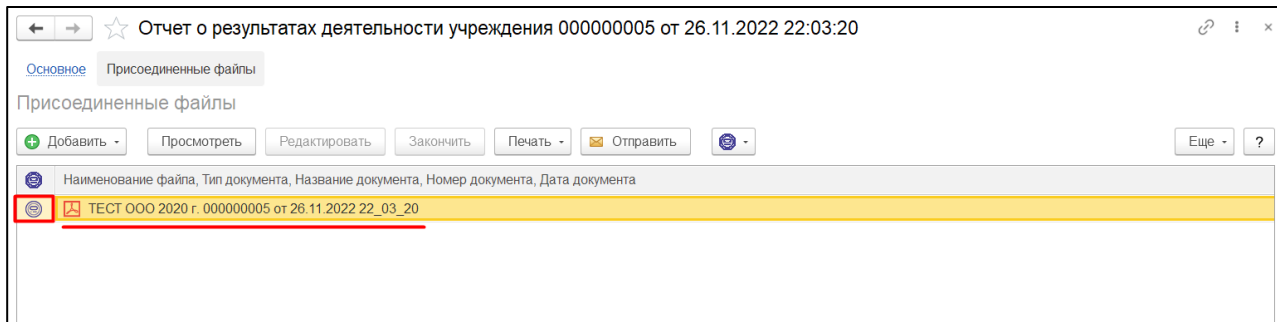 Отчет о результатах деятельности учреждения 000000005 от 26.11.2022 22:03:20
Основное Присоединенные файлы
Присоединенные файлы
Добавить Просмотреть Редактировать Закончить Печать Отправить Еще ?
Наименование файла, Тип документа, Название документа, Номер документа, Дата документа
ТЕСТ ООО 2020 г. 000000005 от 26.11.2022 22_03_20